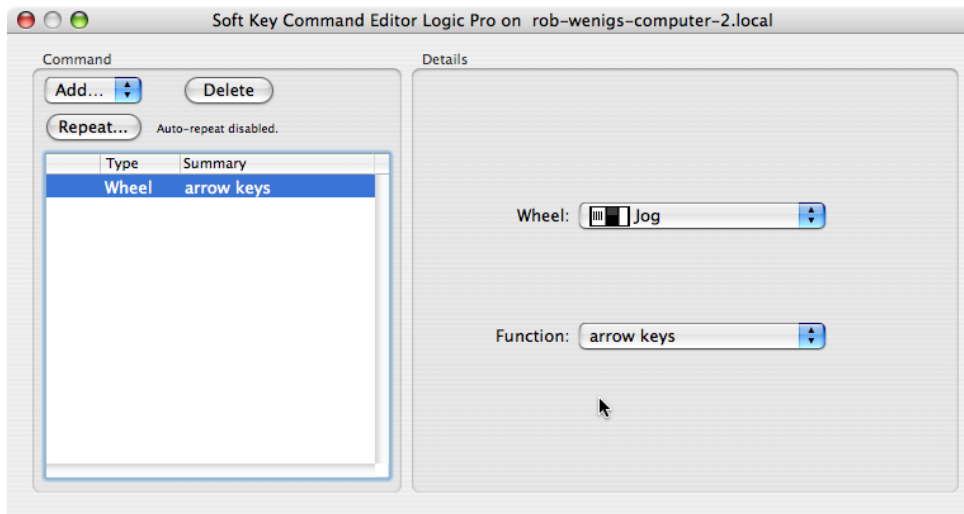 Soft Key Command Editor Logic Pro on rob-wenigs-computer-2.local
Command
Add...
Delete
Repeat...
Auto-repeat disabled.
Type Summary
Wheel arrow keys
Details
Wheel: Jog
Function: arrow keys